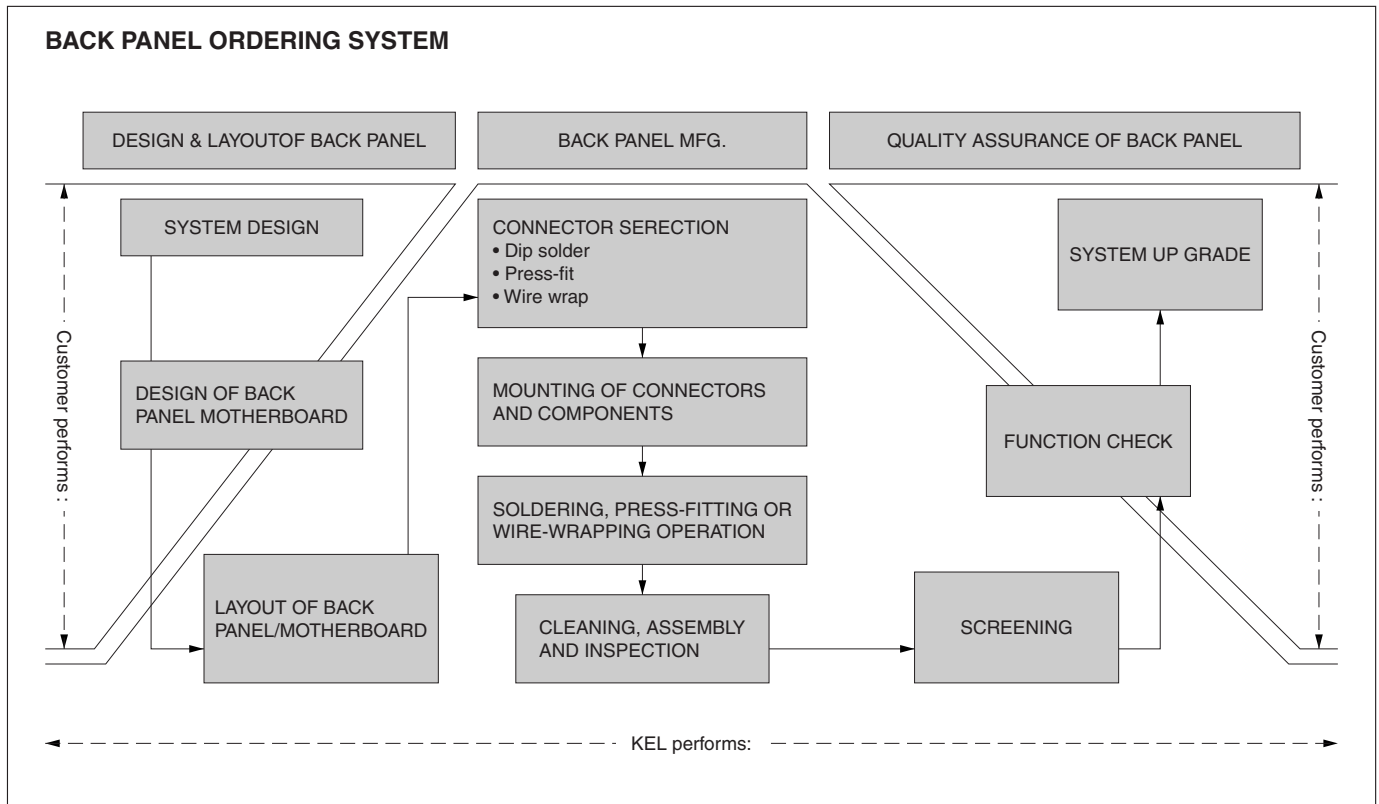 BACK PANEL ORDERING SYSTEM
DESIGN & LAYOUTOF BACK PANEL
BACK PANEL MFG.
QUALITY ASSURANCE OF BACK PANEL
Customer performs :
SYSTEM DESIGN
DESIGN OF BACK
PANEL MOTHERBOARD
LAYOUT OF BACK
PANEL/MOTHERBOARD
CONNECTOR SERECTION
• Dip solder
• Press-fit
• Wire wrap
MOUNTING OF CONNECTORS
AND COMPONENTS
SOLDERING, PRESS-FITTING OR
WIRE-WRAPPING OPERATION
CLEANING, ASSEMBLY
AND INSPECTION
SCREENING
FUNCTION CHECK
SYSTEM UP GRADE
Customer performs :
KEL performs: